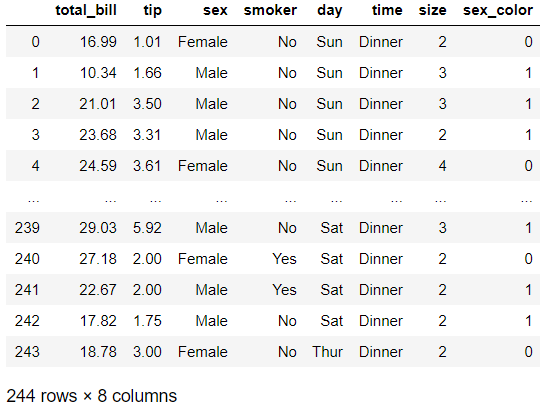 total_bill tip sex smoker day time size sex_color
0 16.99 1.01 Female No Sun Dinner 2 0
1 10.34 1.66 Male No Sun Dinner 3 1
2 21.01 3.50 Male No Sun Dinner 3 1
3 23.68 3.31 Male No Sun Dinner 2 1
4 24.59 3.61 Female No Sun Dinner 4 0
... ... ... ... ... ... ... ... ...
239 29.03 5.92 Male No Sat Dinner 3 1
240 27.18 2.00 Female Yes Sat Dinner 2 0
241 22.67 2.00 Male Yes Sat Dinner 2 1
242 17.82 1.75 Male No Sat Dinner 2 1
243 18.78 3.00 Female No Thur Dinner 2 0
244 rows × 8 columns